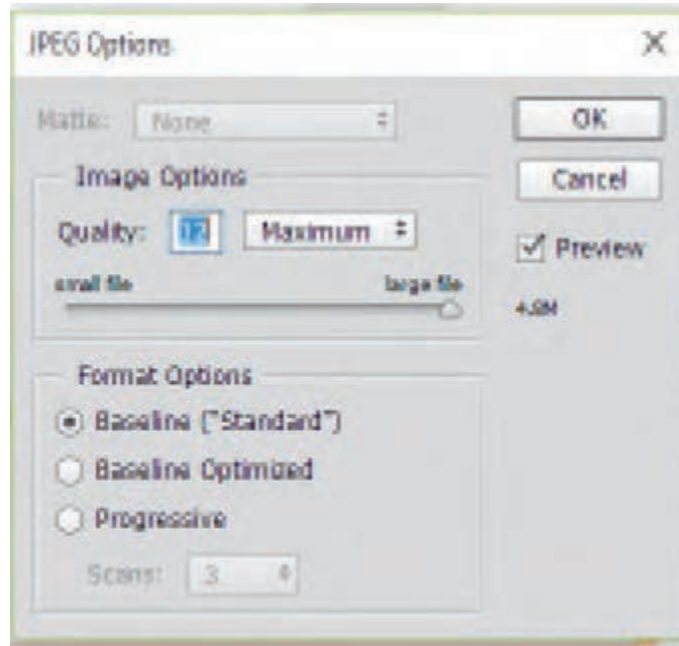 JPEG Options
Matte: None
OK
Image Options
Cancel
Quality: 12 Maximum
Preview
small file large file
4.8M
Format Options
Baseline ("Standard")
Baseline Optimized
Progressive
Scans: 3